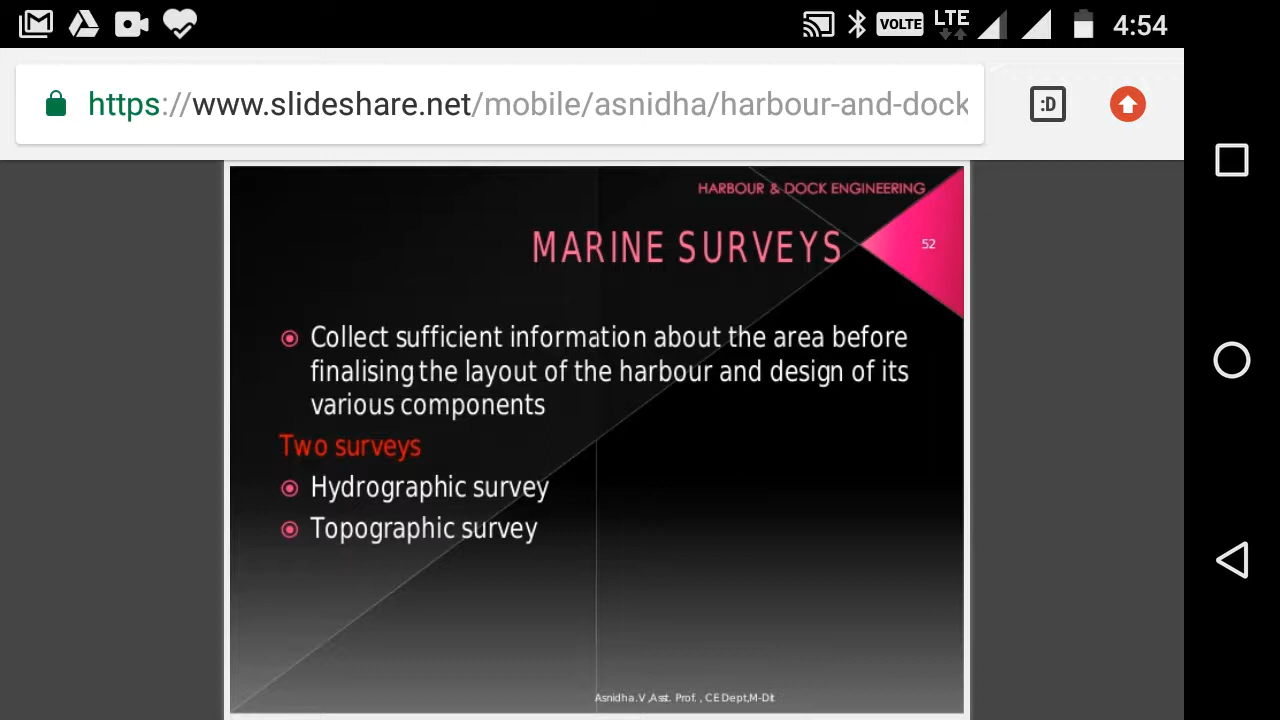 VOLTE LTE 4:54
https://www.slideshare.net/mobile/asnidha/harbour-and-dock :D
HARBOUR & DOCK ENGINEERING
MARINE SURVEYS 52
Collect sufficient information about the area before
finalising the layout of the harbour and design of its
various components
Two surveys
Hydrographic survey
Topographic survey
Asnidha.V,Asst. Prof. , CE Dept,M-Dit